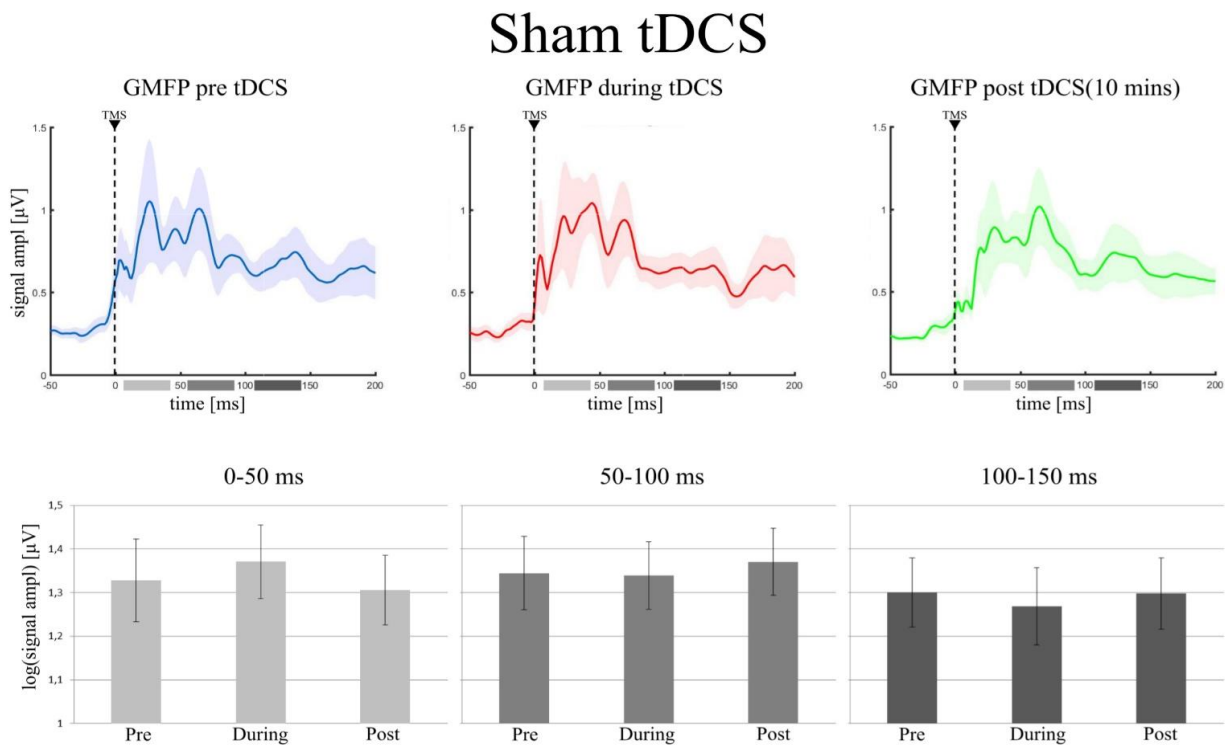 Sham tDCS
GMFP pre tDCS
GMFP during tDCS
GMFP post tDCS(10 mins)
TMS
TMS
TMS
signal ampl [µV]
1.5
1
0.5
0
-50 0 50 100 150 200
time [ms]
1.5
1
0.5
0
-50 0 50 100 150 200
time [ms]
1.5
1
0.5
0
-50 0 50 100 150 200
time [ms]
0-50 ms
50-100 ms
100-150 ms
log(signal ampl) [µV]
1,5
1,4
1,3
1,2
1,1
1
Pre During Post
Pre During Post
Pre During Post